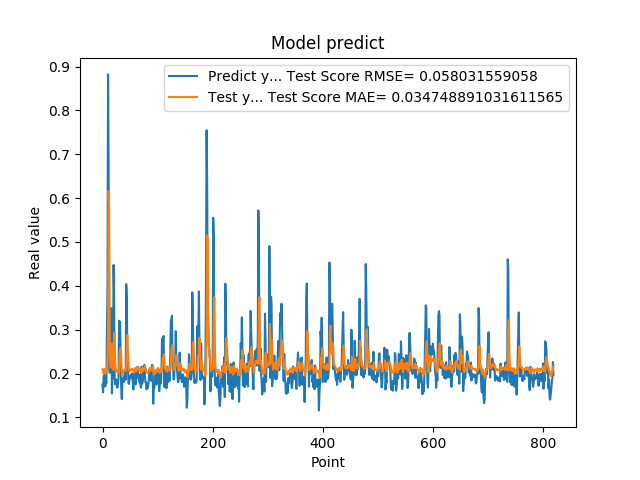 Model predict
Predict y... Test Score RMSE= 0.058031559058
Test y... Test Score MAE= 0.034748891031611565
0.9
0.8
0.7
0.6
0.5
0.4
0.3
0.2
0.1
Real value
0 200 400 600 800
Point